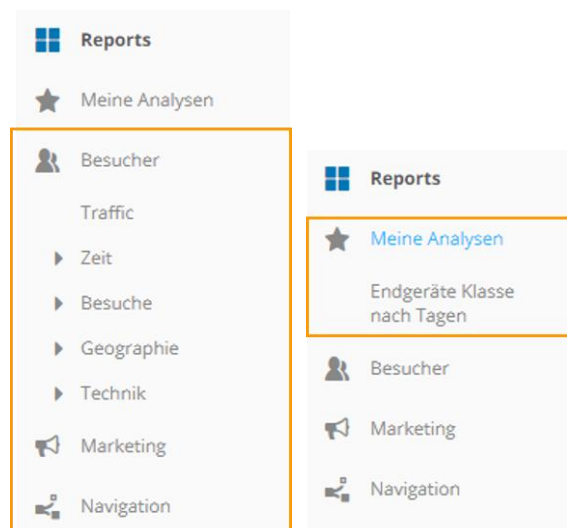 Reports
Meine Analysen
Besucher
Traffic
Zeit
Besuche
Geographie
Technik
Marketing
Navigation
Reports
Meine Analysen
Endgeräte Klasse
nach Tagen
Besucher
Marketing
Navigation